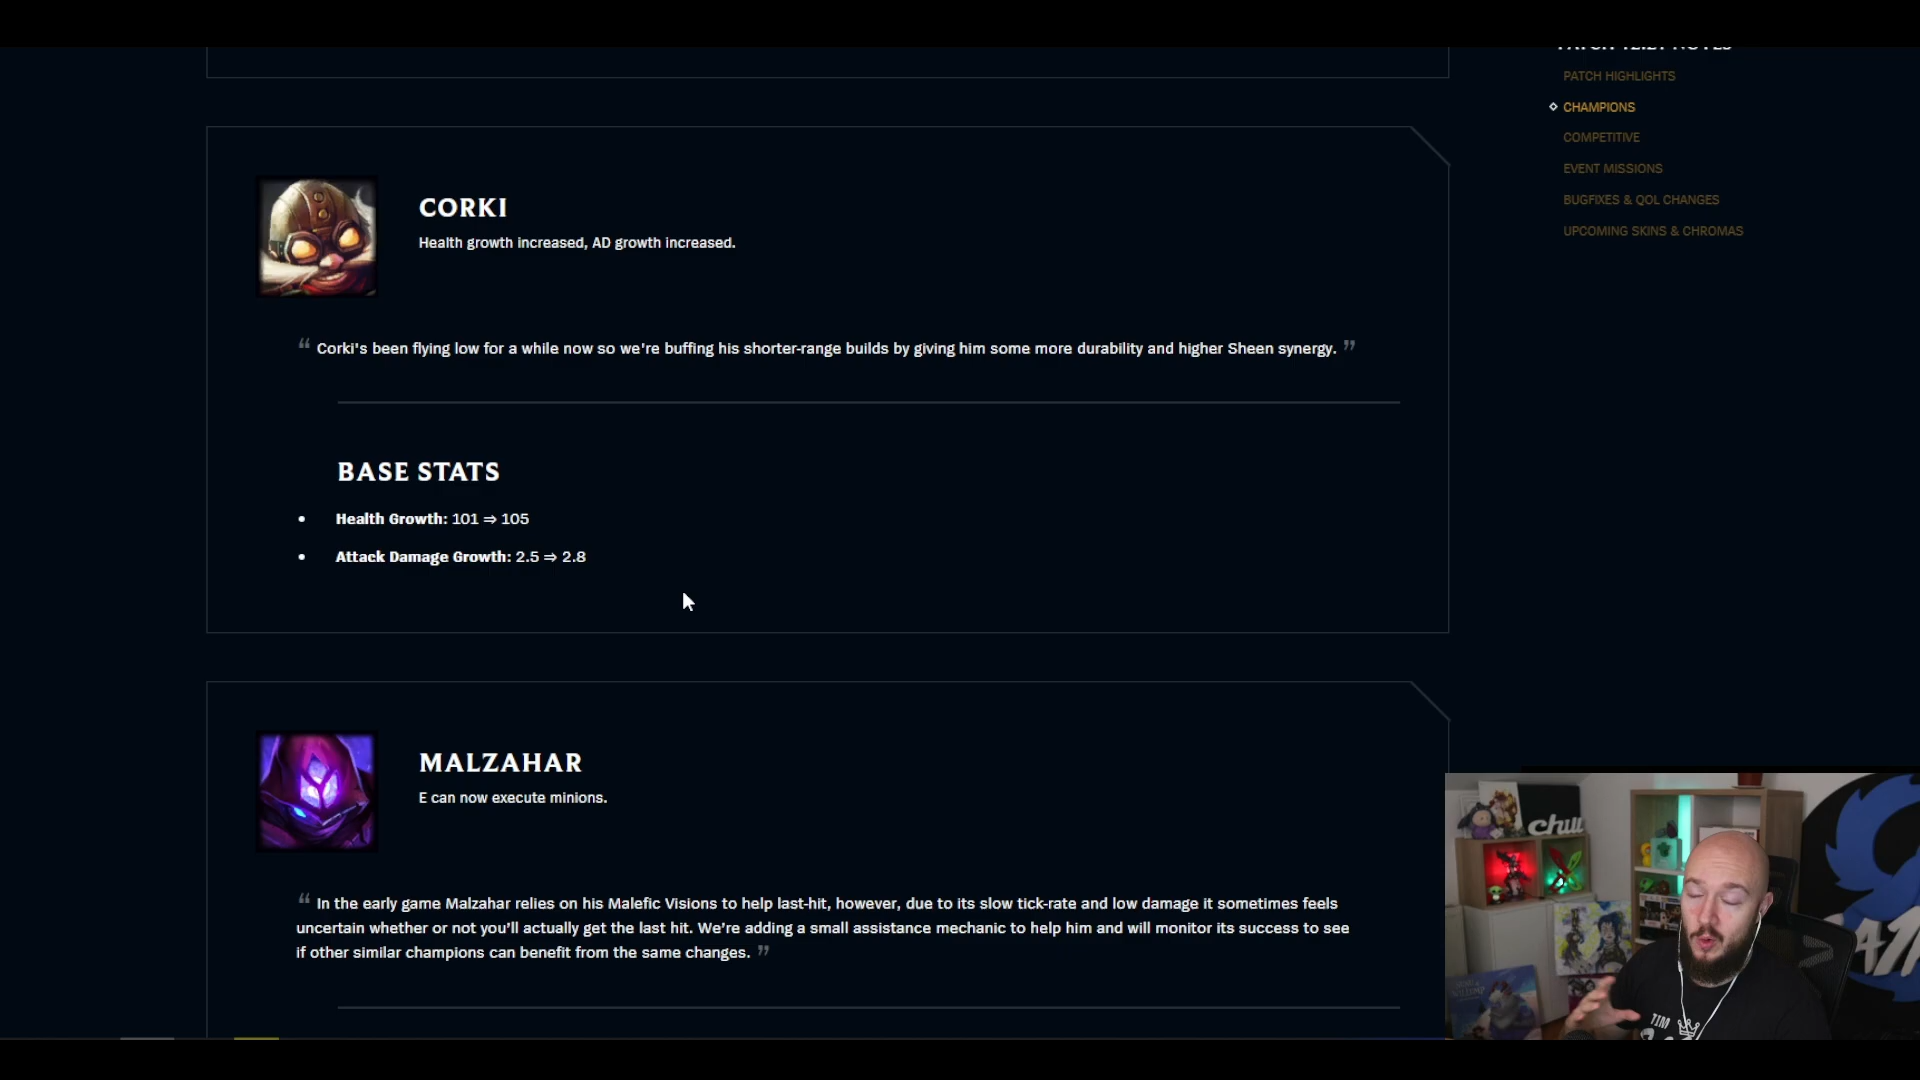 PATCH 12.21 NOTES
PATCH HIGHLIGHTS
CHAMPIONS
COMPETITIVE
EVENT MISSIONS
BUGFIXES & QOL CHANGES
UPCOMING SKINS & CHROMAS
CORKI
Health growth increased, AD growth increased.
“ Corki's been flying low for a while now so we're buffing his shorter-range builds by giving him some more durability and higher Sheen synergy. ”
BASE STATS
• Health Growth: 101 ⇒ 105
• Attack Damage Growth: 2.5 ⇒ 2.8
MALZAHAR
E can now execute minions.
“ In the early game Malzahar relies on his Malefic Visions to help last-hit, however, due to its slow tick-rate and low damage it sometimes feels
uncertain whether or not you’ll actually get the last hit. We’re adding a small assistance mechanic to help him and will monitor its success to see
if other similar champions can benefit from the same changes. ”
chill